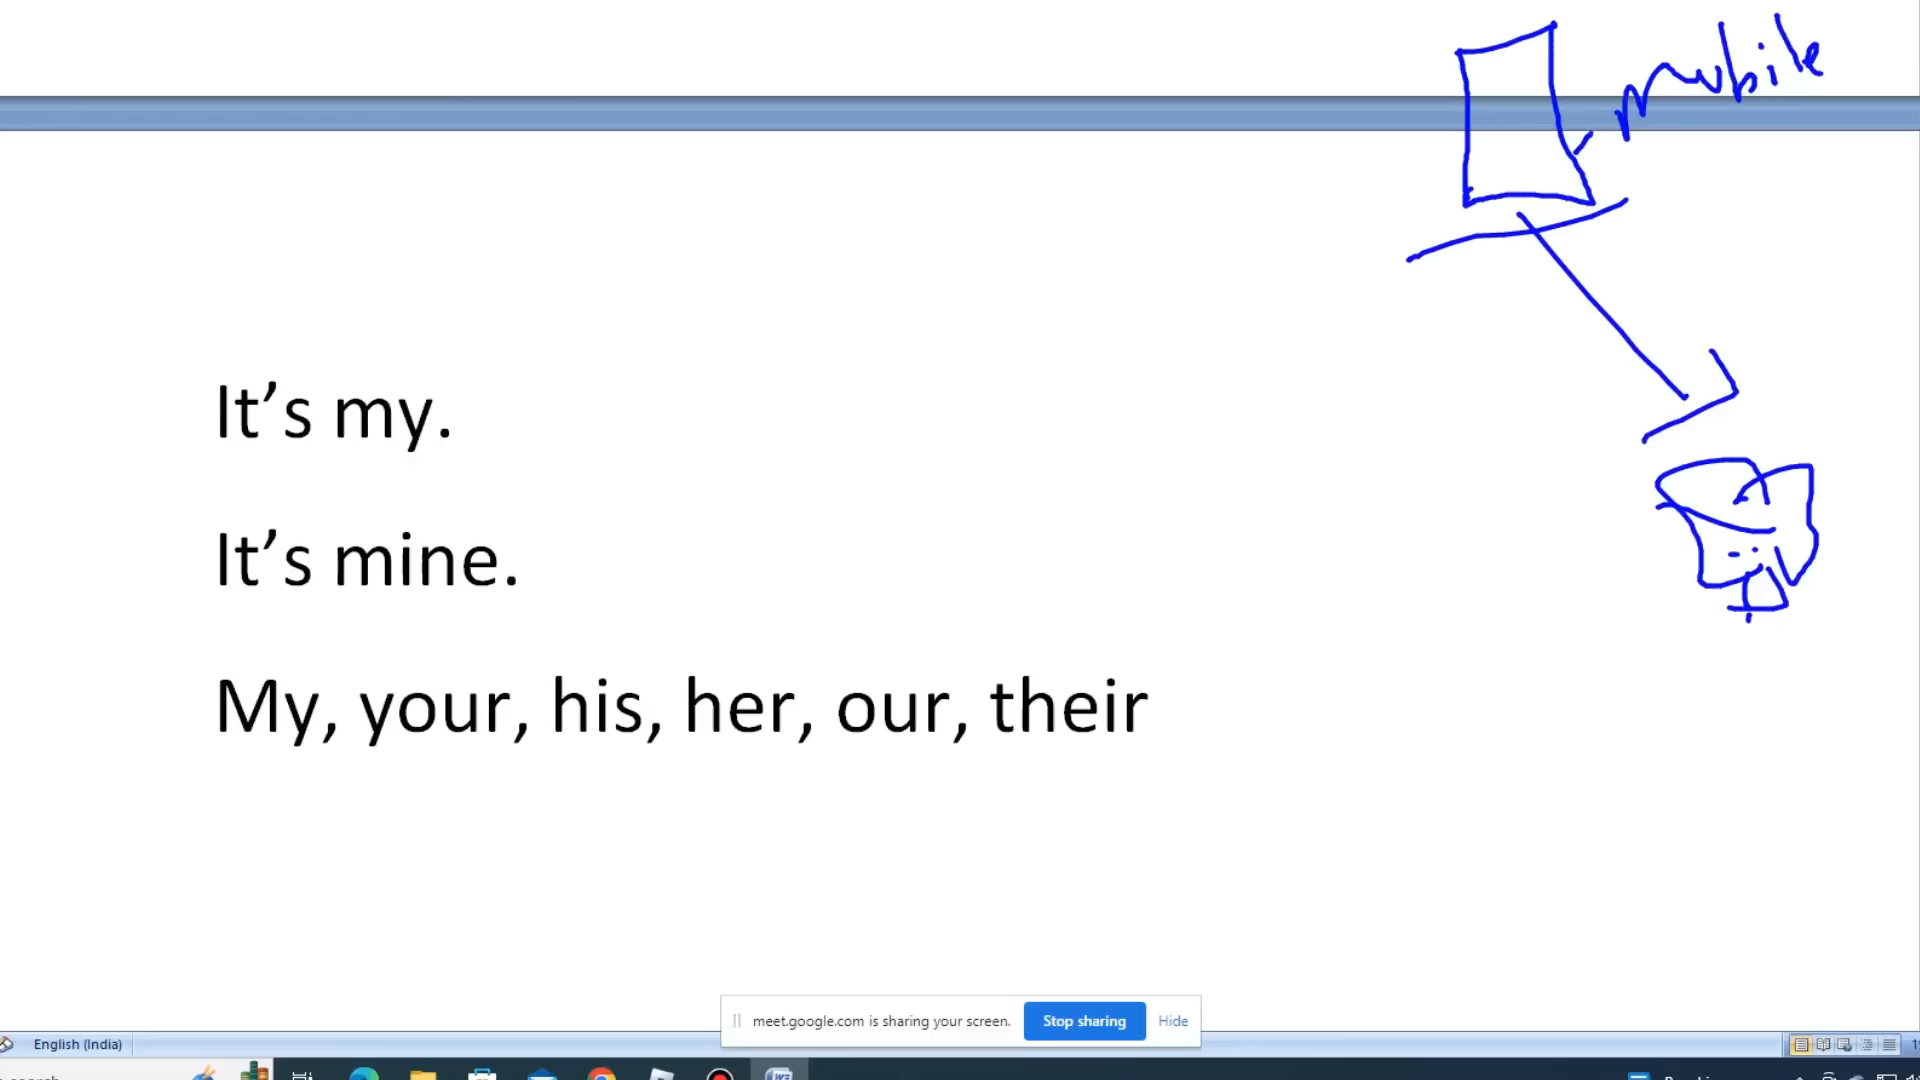 mobile
It’s my.
It’s mine.
My, your, his, her, our, their
meet.google.com is sharing your screen. Stop sharing Hide
English (India)